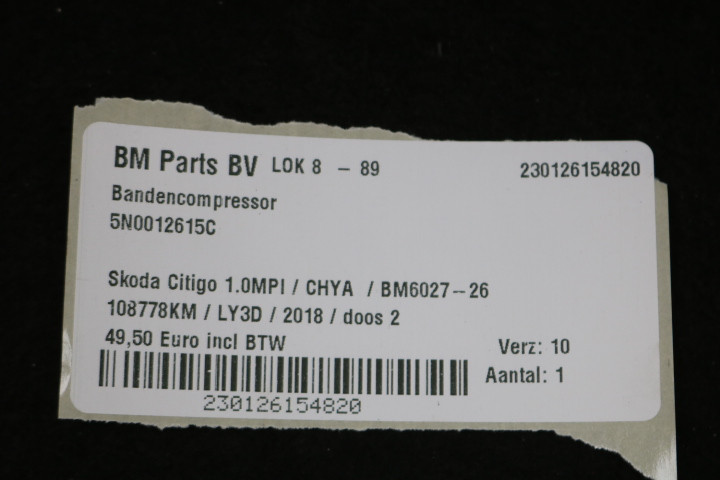 BM Parts BV LOK 8 - 89 230126154820
Bandencompressor
5N0012615C
Skoda Citigo 1.0MPI / CHYA / BM6027--26
108778KM / LY3D / 2018 / doos 2
49,50 Euro incl BTW
Verz: 10
Aantal: 1
230126154820